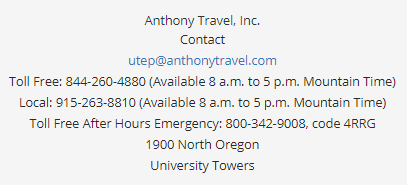 Anthony Travel, Inc.
Contact
utep@anthonytravel.com
Toll Free: 844-260-4880 (Available 8 a.m. to 5 p.m. Mountain Time)
Local: 915-263-8810 (Available 8 a.m. to 5 p.m. Mountain Time)
Toll Free After Hours Emergency: 800-342-9008, code 4RRG
1900 North Oregon
University Towers